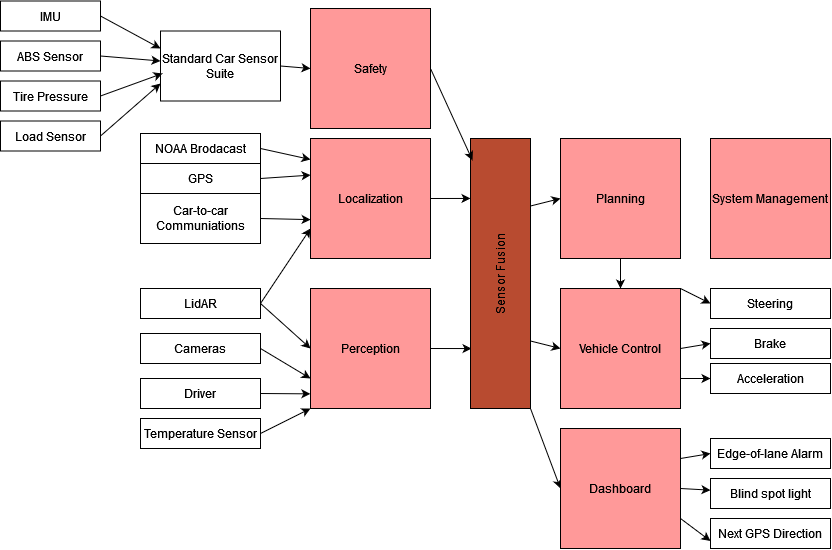 IMU
ABS Sensor
Tire Pressure
Load Sensor
Standard Car Sensor
Suite
Safety
NOAA Brodacast
GPS
Car-to-car
Communiations
Localization
LidAR
Cameras
Driver
Temperature Sensor
Perception
Sensor Fusion
Planning
System Management
Vehicle Control
Steering
Brake
Acceleration
Dashboard
Edge-of-lane Alarm
Blind spot light
Next GPS Direction